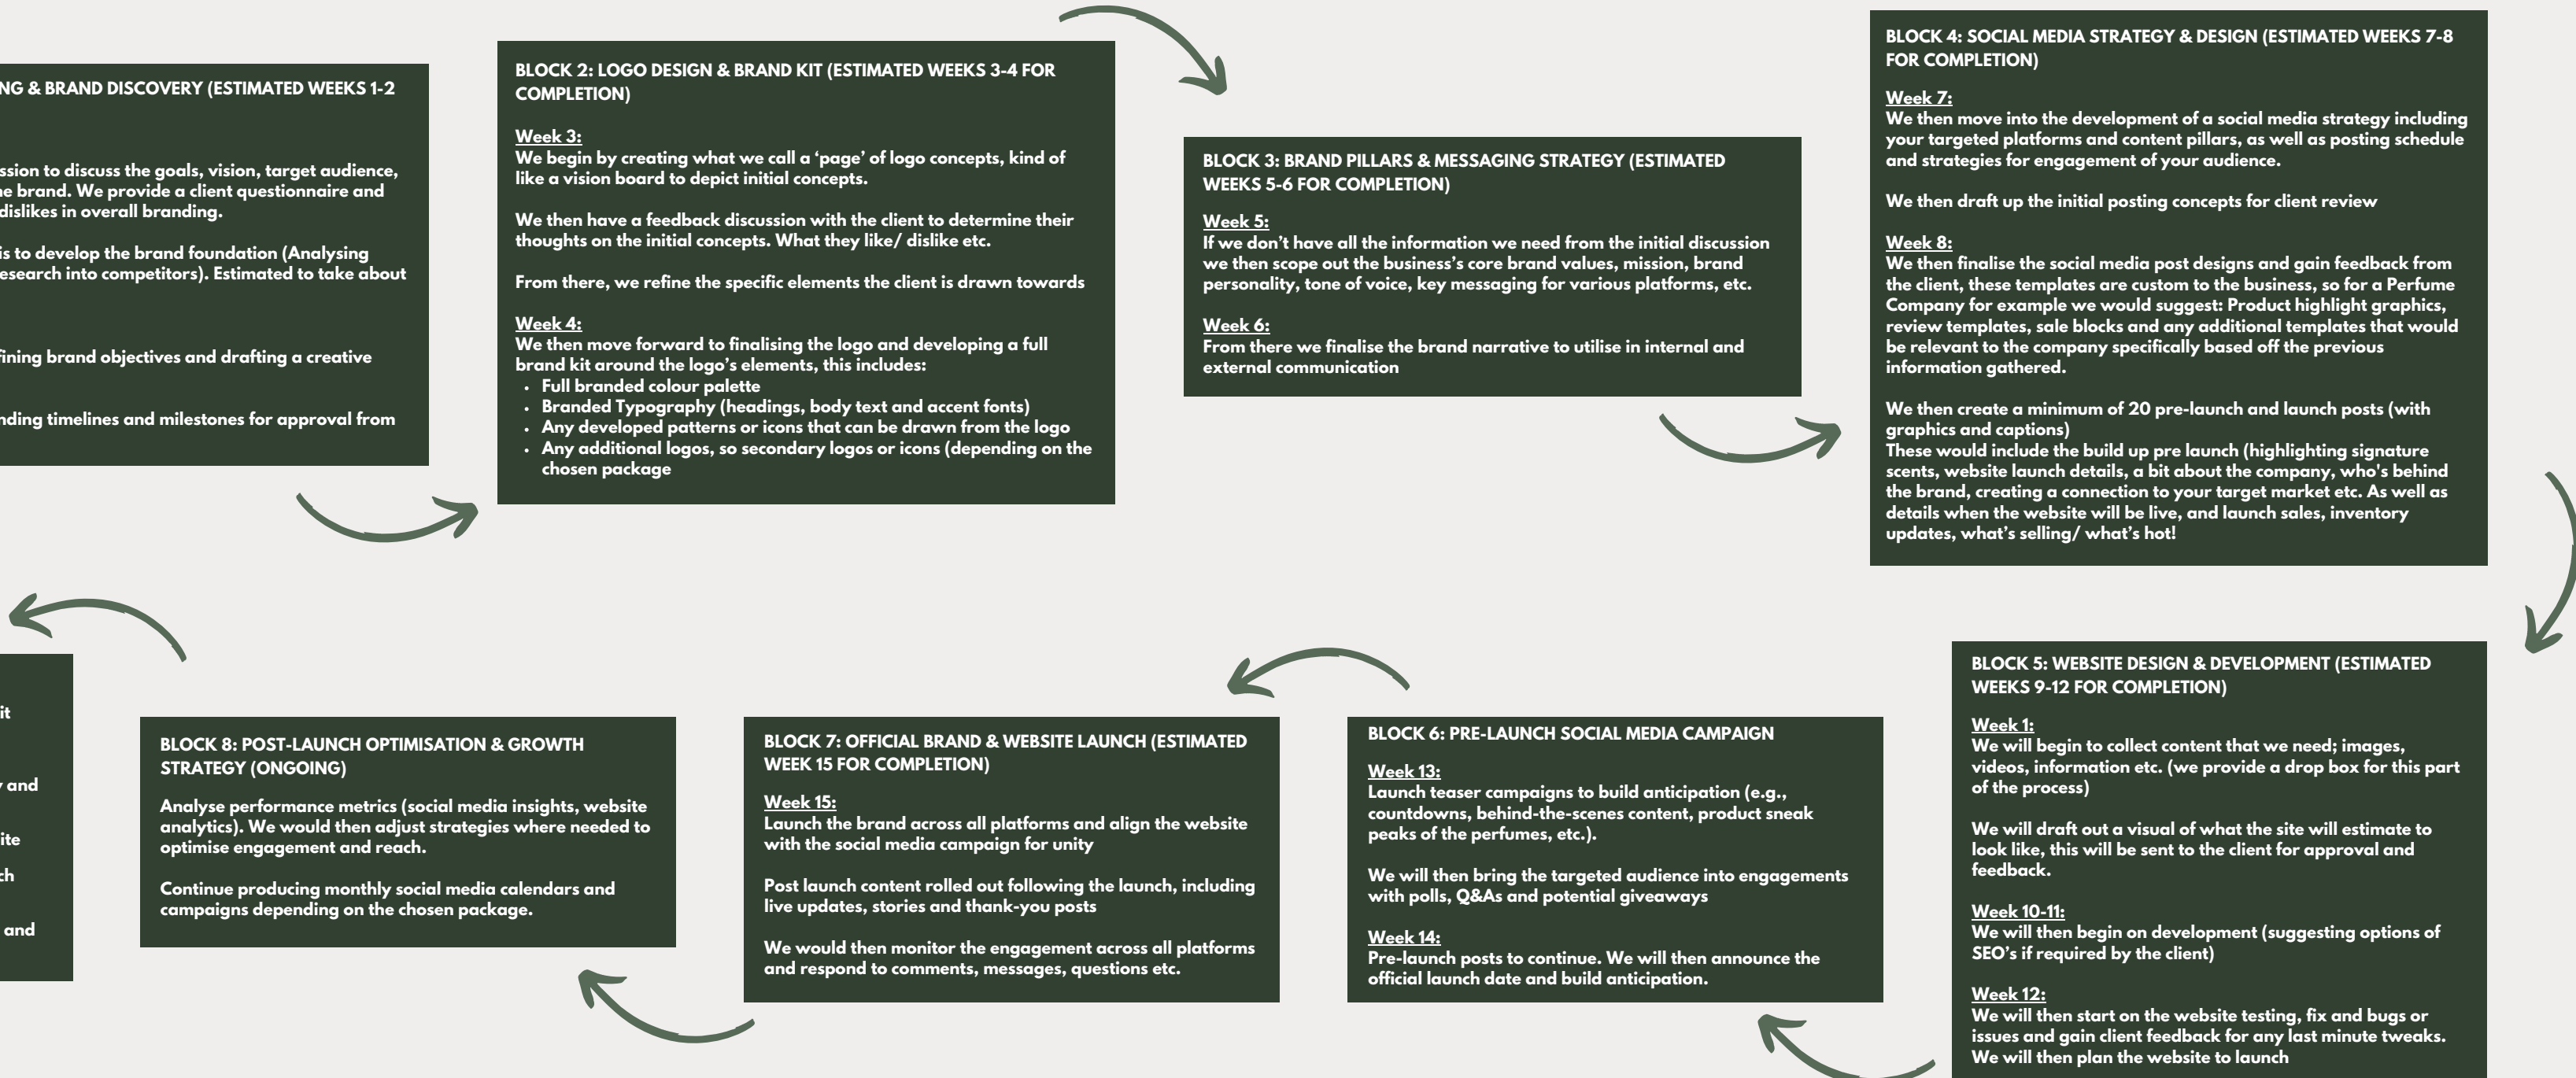 NG & BRAND DISCOVERY (ESTIMATED WEEKS 1-2
ssion to discuss the goals, vision, target audience,
ne brand. We provide a client questionnaire and
dislikes in overall branding.
is to develop the brand foundation (Analysing
esearch into competitors). Estimated to take about
fining brand objectives and drafting a creative
nding timelines and milestones for approval from
BLOCK 2: LOGO DESIGN & BRAND KIT (ESTIMATED WEEKS 3-4 FOR
COMPLETION)
Week 3:
We begin by creating what we call a ‘page’ of logo concepts, kind of
like a vision board to depict initial concepts.
We then have a feedback discussion with the client to determine their
thoughts on the initial concepts. What they like/ dislike etc.
From there, we refine the specific elements the client is drawn towards
Week 4:
We then move forward to finalising the logo and developing a full
brand kit around the logo’s elements, this includes:
• Full branded colour palette
• Branded Typography (headings, body text and accent fonts)
• Any developed patterns or icons that can be drawn from the logo
• Any additional logos, so secondary logos or icons (depending on the
chosen package
BLOCK 3: BRAND PILLARS & MESSAGING STRATEGY (ESTIMATED
WEEKS 5-6 FOR COMPLETION)
Week 5:
If we don’t have all the information we need from the initial discussion
we then scope out the business’s core brand values, mission, brand
personality, tone of voice, key messaging for various platforms, etc.
Week 6:
From there we finalise the brand narrative to utilise in internal and
external communication
BLOCK 4: SOCIAL MEDIA STRATEGY & DESIGN (ESTIMATED WEEKS 7-8
FOR COMPLETION)
Week 7:
We then move into the development of a social media strategy including
your targeted platforms and content pillars, as well as posting schedule
and strategies for engagement of your audience.
We then draft up the initial posting concepts for client review
Week 8:
We then finalise the social media post designs and gain feedback from
the client, these templates are custom to the business, so for a Perfume
Company for example we would suggest: Product highlight graphics,
review templates, sale blocks and any additional templates that would
be relevant to the company specifically based off the previous
information gathered.
We then create a minimum of 20 pre-launch and launch posts (with
graphics and captions)
These would include the build up pre launch (highlighting signature
scents, website launch details, a bit about the company, who's behind
the brand, creating a connection to your target market etc. As well as
details when the website will be live, and launch sales, inventory
updates, what’s selling/ what’s hot!
BLOCK 5: WEBSITE DESIGN & DEVELOPMENT (ESTIMATED
WEEKS 9-12 FOR COMPLETION)
Week 1:
We will begin to collect content that we need; images,
videos, information etc. (we provide a drop box for this part
of the process)
We will draft out a visual of what the site will estimate to
look like, this will be sent to the client for approval and
feedback.
Week 10-11:
We will then begin on development (suggesting options of
SEO’s if required by the client)
Week 12:
We will then start on the website testing, fix and bugs or
issues and gain client feedback for any last minute tweaks.
We will then plan the website to launch
BLOCK 6: PRE-LAUNCH SOCIAL MEDIA CAMPAIGN
Week 13:
Launch teaser campaigns to build anticipation (e.g.,
countdowns, behind-the-scenes content, product sneak
peaks of the perfumes, etc.).
We will then bring the targeted audience into engagements
with polls, Q&As and potential giveaways
Week 14:
Pre-launch posts to continue. We will then announce the
official launch date and build anticipation.
BLOCK 7: OFFICIAL BRAND & WEBSITE LAUNCH (ESTIMATED
WEEK 15 FOR COMPLETION)
Week 15:
Launch the brand across all platforms and align the website
with the social media campaign for unity
Post launch content rolled out following the launch, including
live updates, stories and thank-you posts
We would then monitor the engagement across all platforms
and respond to comments, messages, questions etc.
BLOCK 8: POST-LAUNCH OPTIMISATION & GROWTH
STRATEGY (ONGOING)
Analyse performance metrics (social media insights, website
analytics). We would then adjust strategies where needed to
optimise engagement and reach.
Continue producing monthly social media calendars and
campaigns depending on the chosen package.
it
y and
ite
ch
and